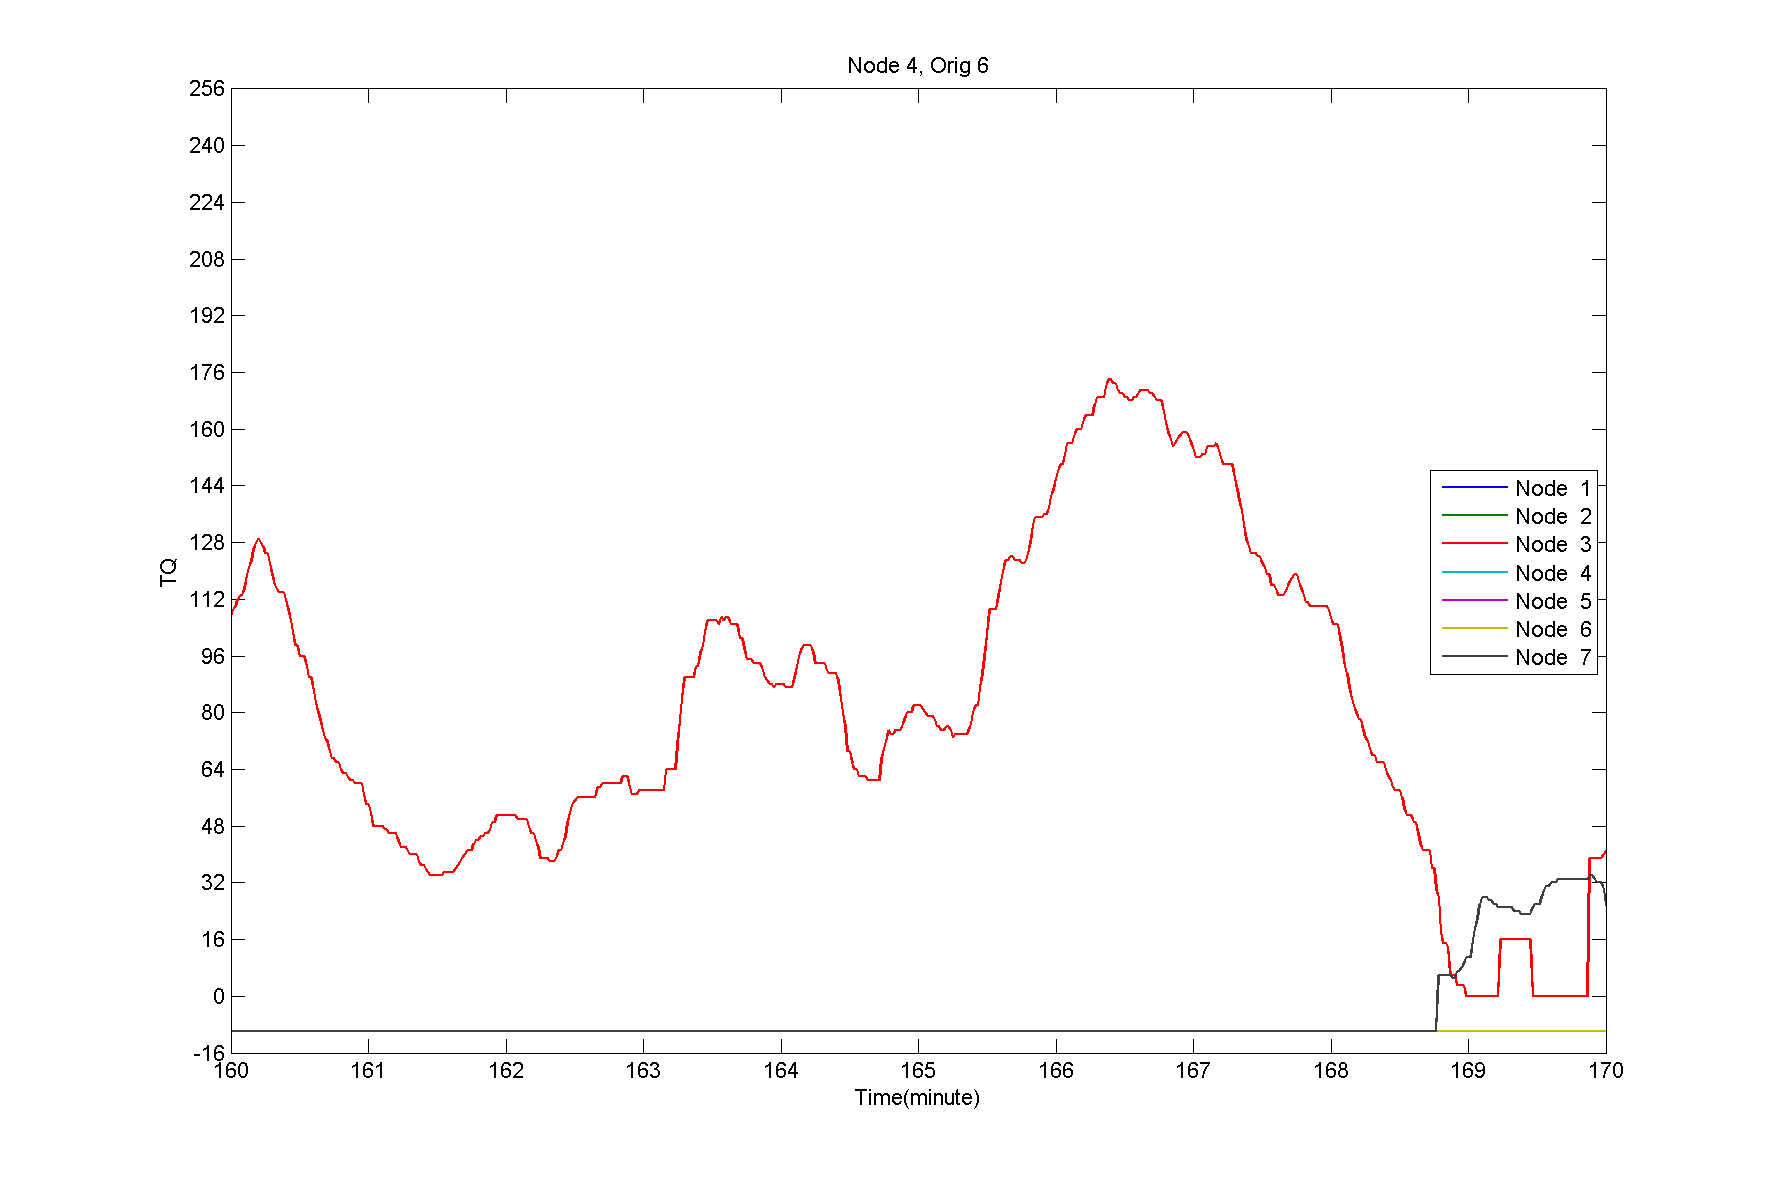 Node 4, Orig 6
256
240
224
208
192
176
160
144
128
112
96
80
64
48
32
16
0
-16
TQ
Node 1
Node 2
Node 3
Node 4
Node 5
Node 6
Node 7
160 161 162 163 164 165 166 167 168 169 170
Time(minute)